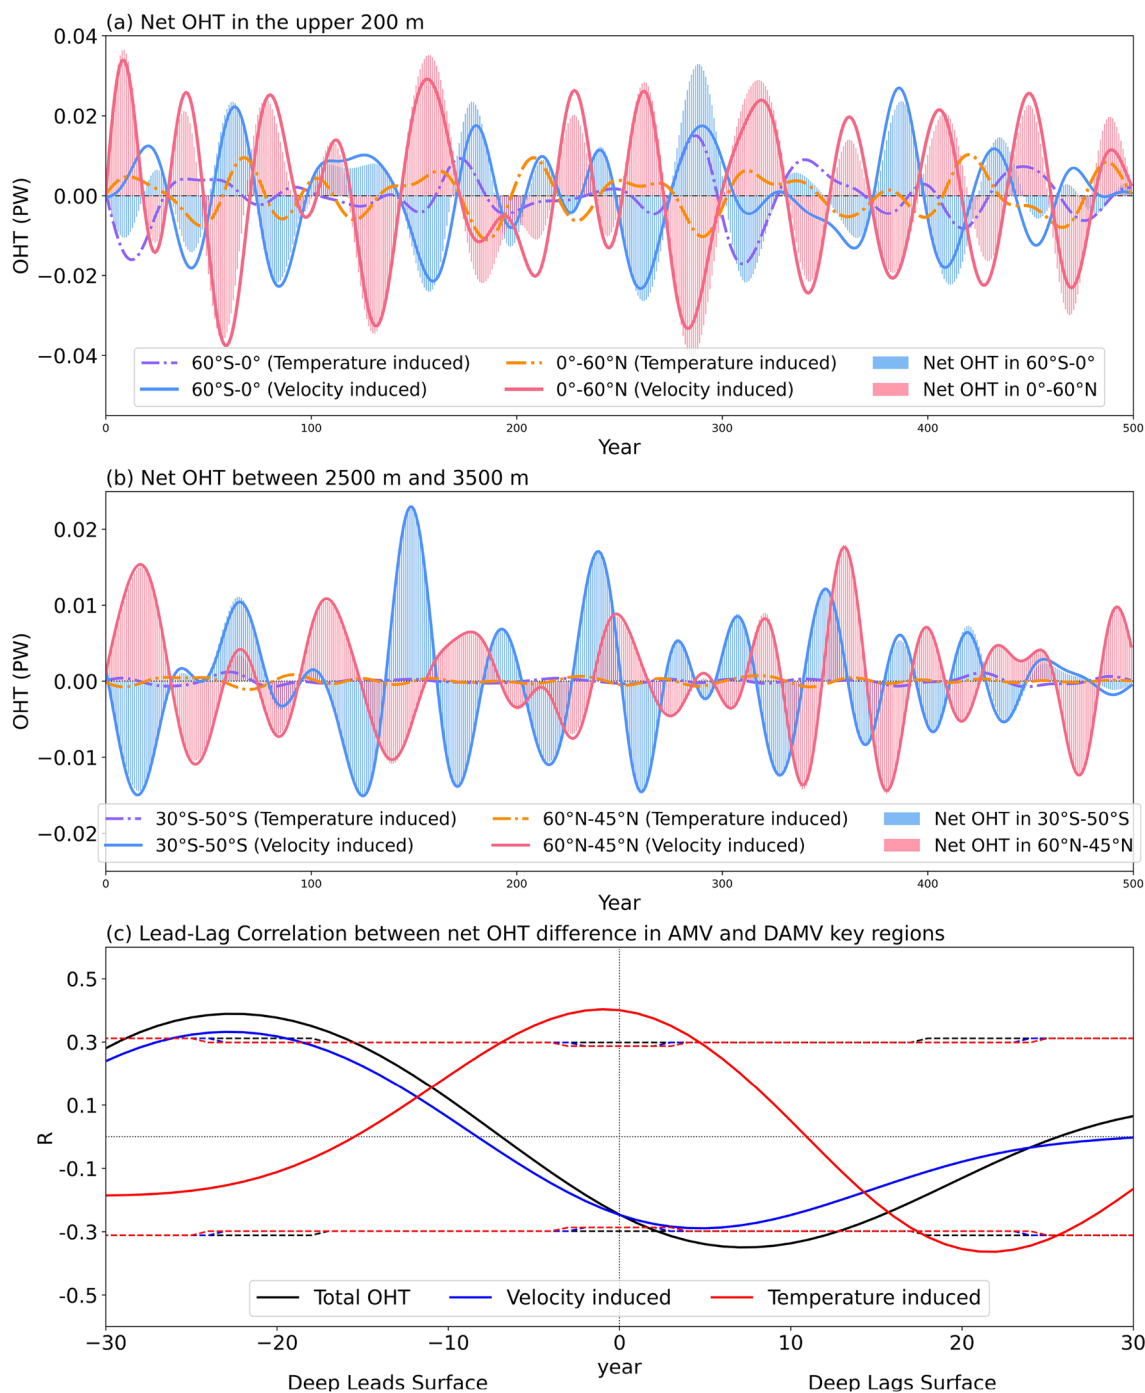 (a) Net OHT in the upper 200 m
OHT (PW)
0.04
0.02
0.00
−0.02
−0.04
60°S-0° (Temperature induced)
60°S-0° (Velocity induced)
0°-60°N (Temperature induced)
0°-60°N (Velocity induced)
Net OHT in 60°S-0°
Net OHT in 0°-60°N
0 100 200 300 400 500
Year
(b) Net OHT between 2500 m and 3500 m
OHT (PW)
0.02
0.01
0.00
−0.01
−0.02
30°S-50°S (Temperature induced)
30°S-50°S (Velocity induced)
60°N-45°N (Temperature induced)
60°N-45°N (Velocity induced)
Net OHT in 30°S-50°S
Net OHT in 60°N-45°N
0 100 200 300 400 500
Year
(c) Lead-Lag Correlation between net OHT difference in AMV and DAMV key regions
R
0.5
0.3
0.1
-0.1
-0.3
-0.5
Total OHT
Velocity induced
Temperature induced
−30 −20 −10 0 10 20 30
year
Deep Leads Surface
Deep Lags Surface